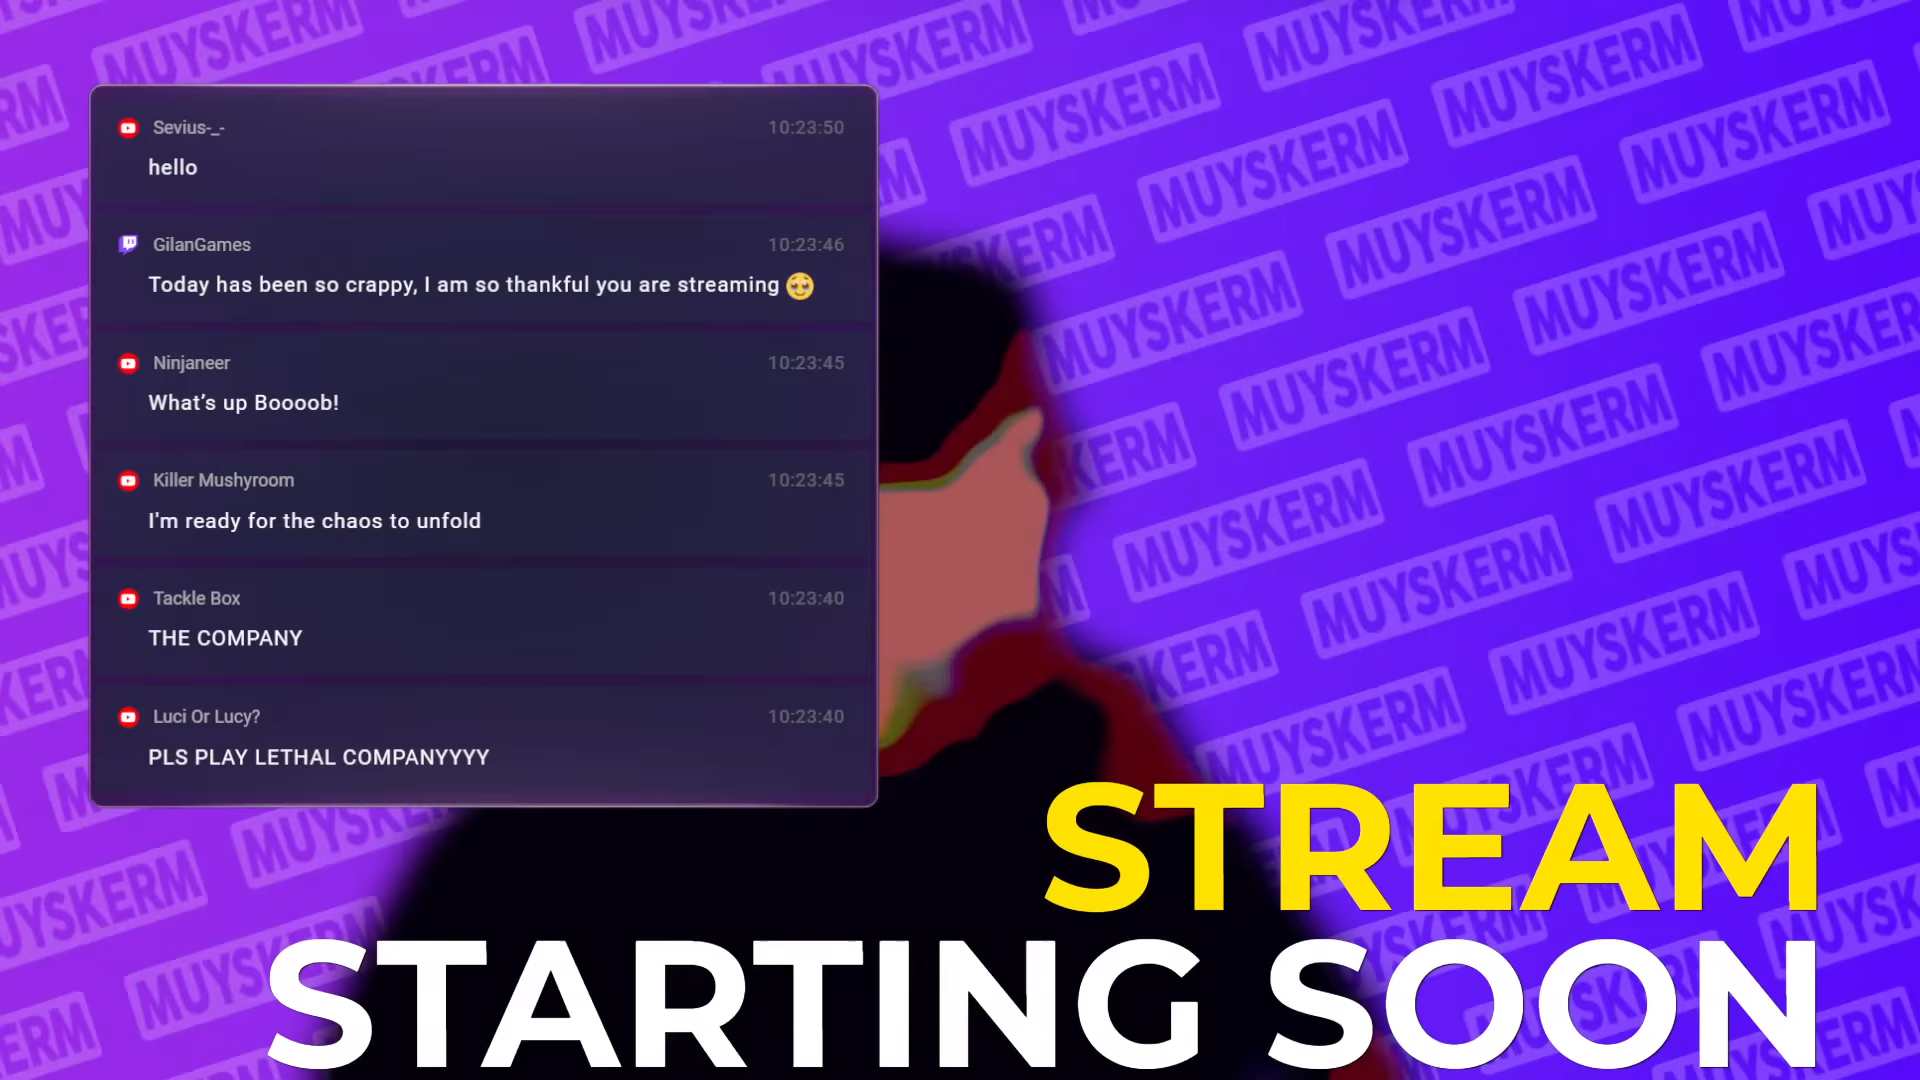 Sevius-_- 10:23:50
hello
GilanGames 10:23:46
Today has been so crappy, I am so thankful you are streaming 🥹
Ninjaneer 10:23:45
What’s up Boooob!
Killer Mushyroom 10:23:45
I'm ready for the chaos to unfold
Tackle Box 10:23:40
THE COMPANY
Luci Or Lucy? 10:23:40
PLS PLAY LETHAL COMPANYYYY
STREAM
STARTING SOON
MUYSKERM